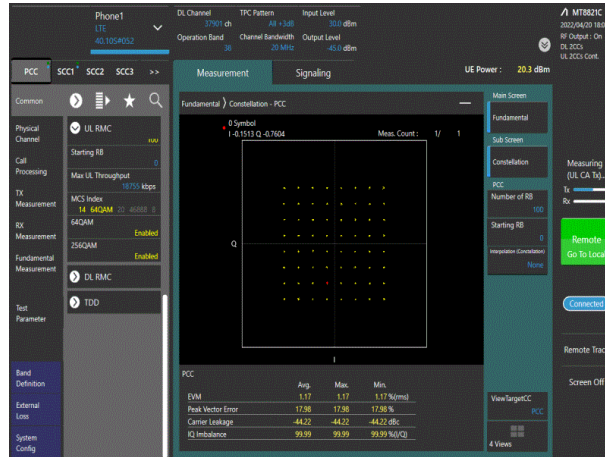 Phone1
LTE
40.10S#052
DL Channel
37901 ch
TPC Pattern
All +3dB
Input Level
30.0 dBm
Operation Band
38
Channel Bandwidth
20 MHz
Output Level
-45.0 dBm
MT8821C
RF Output : On
DL 2CCs
UL 2CCs Cont.
PCC
SCC1
SCC2
SCC3
>>
Measurement
Signaling
UE Power : 20.3 dBm
Common
Physical
Channel
Call
Processing
TX
Measurement
RX
Measurement
Fundamental
Measurement
Test
Parameter
Band
Definition
External
Loss
System
Config
UL RMC
Starting RB
0
Max UL Throughput
18755 kbps
MCS Index
14 64QAM 20 46888 8
64QAM
Enabled
256QAM
Enabled
DL RMC
TDD
Fundamental ❭ Constellation - PCC
0 Symbol
I -0.1513 Q -0.7604
Meas. Count : 1/ 1
Q
I
PCC
Avg. Max. Min.
EVM 1.17 1.17 1.17 %(rms)
Peak Vector Error 17.98 17.98 17.98 %
Carrier Leakage -44.22 -44.22 -44.22 dBc
IQ Imbalance 99.99 99.99 99.99 %(I/Q)
Main Screen
Fundamental
Sub Screen
Constellation
PCC
Number of RB
100
Starting RB
0
Interpolation (Constellation)
None
ViewTargetCC
PCC
4 Views
Measuring
(UL CA Tx)..
Tx
Rx
Remote
Go To Local
Connected
Remote Trac
Screen Off